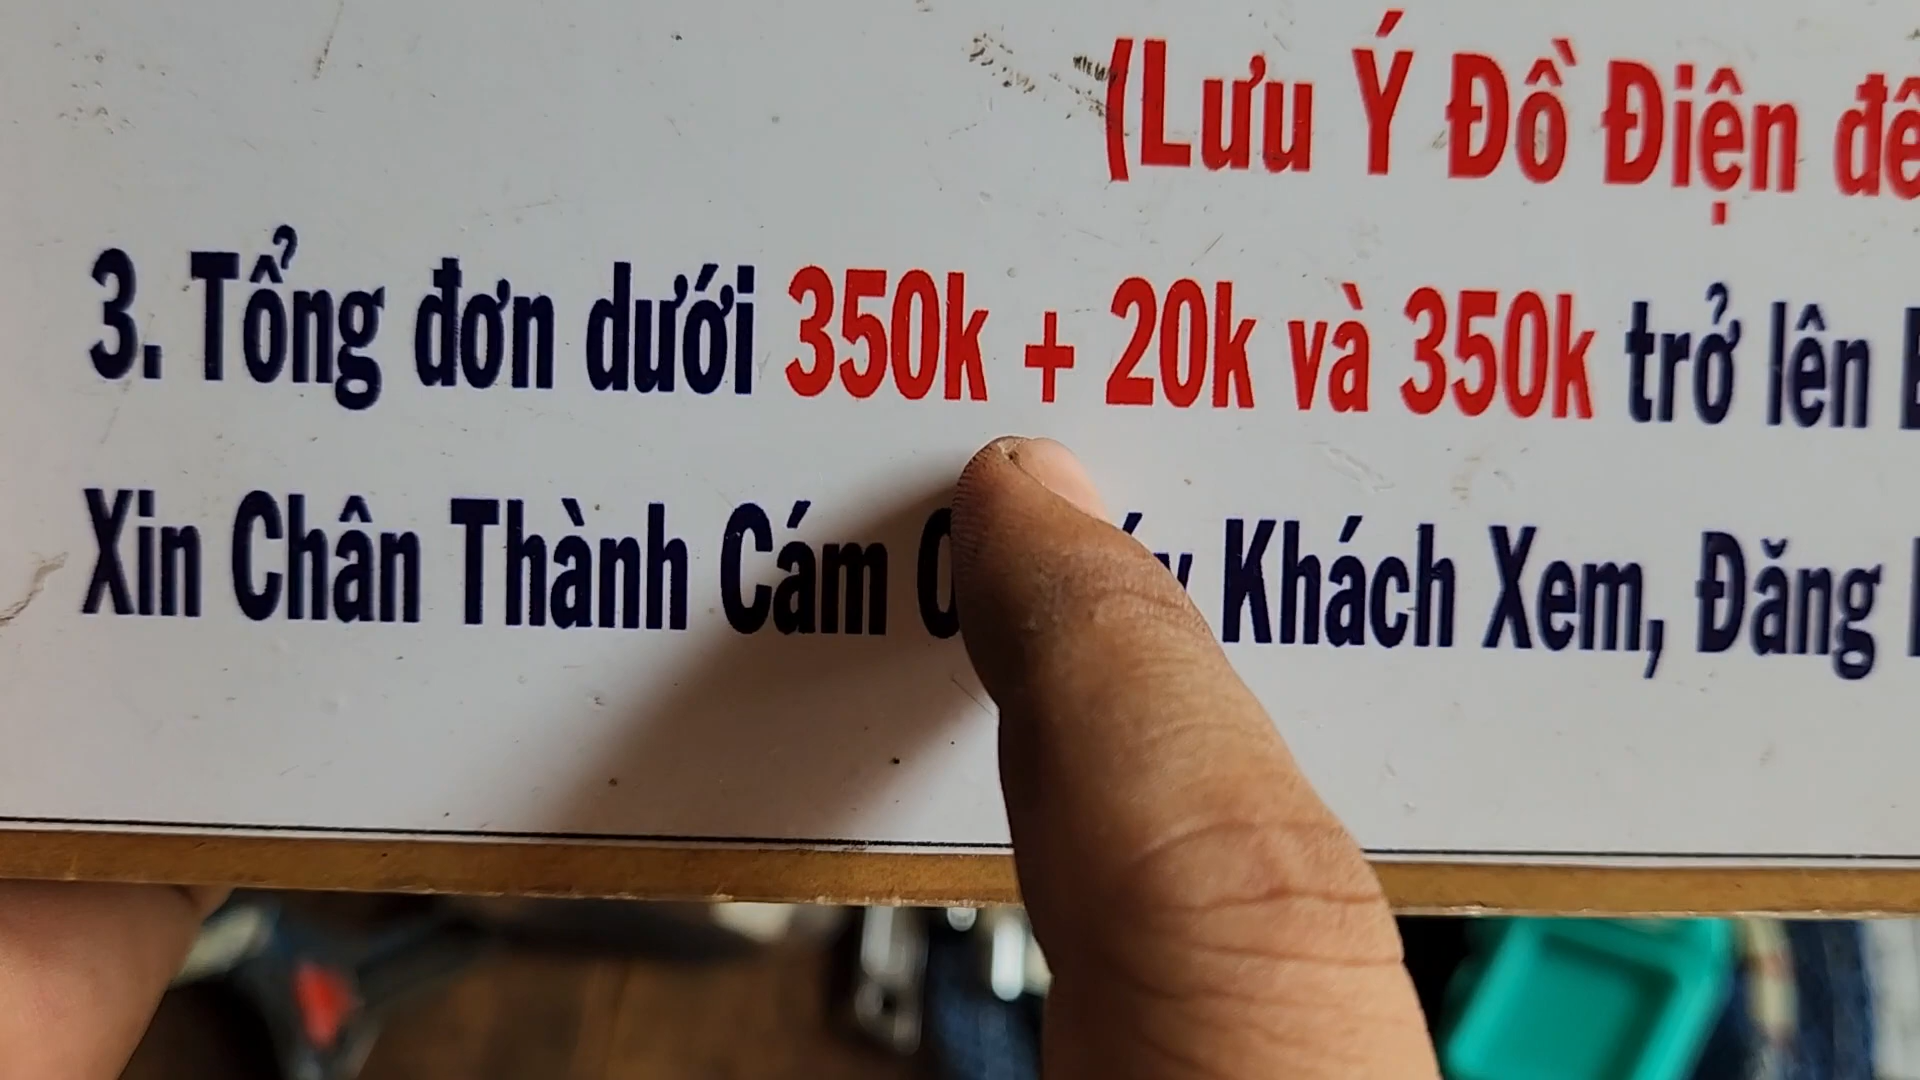 (Lưu Ý Đồ Điện
3. Tổng đơn dưới 350k + 20k và 350k trở lên
Xin Chân Thành Cám Khách Xem, Đăng